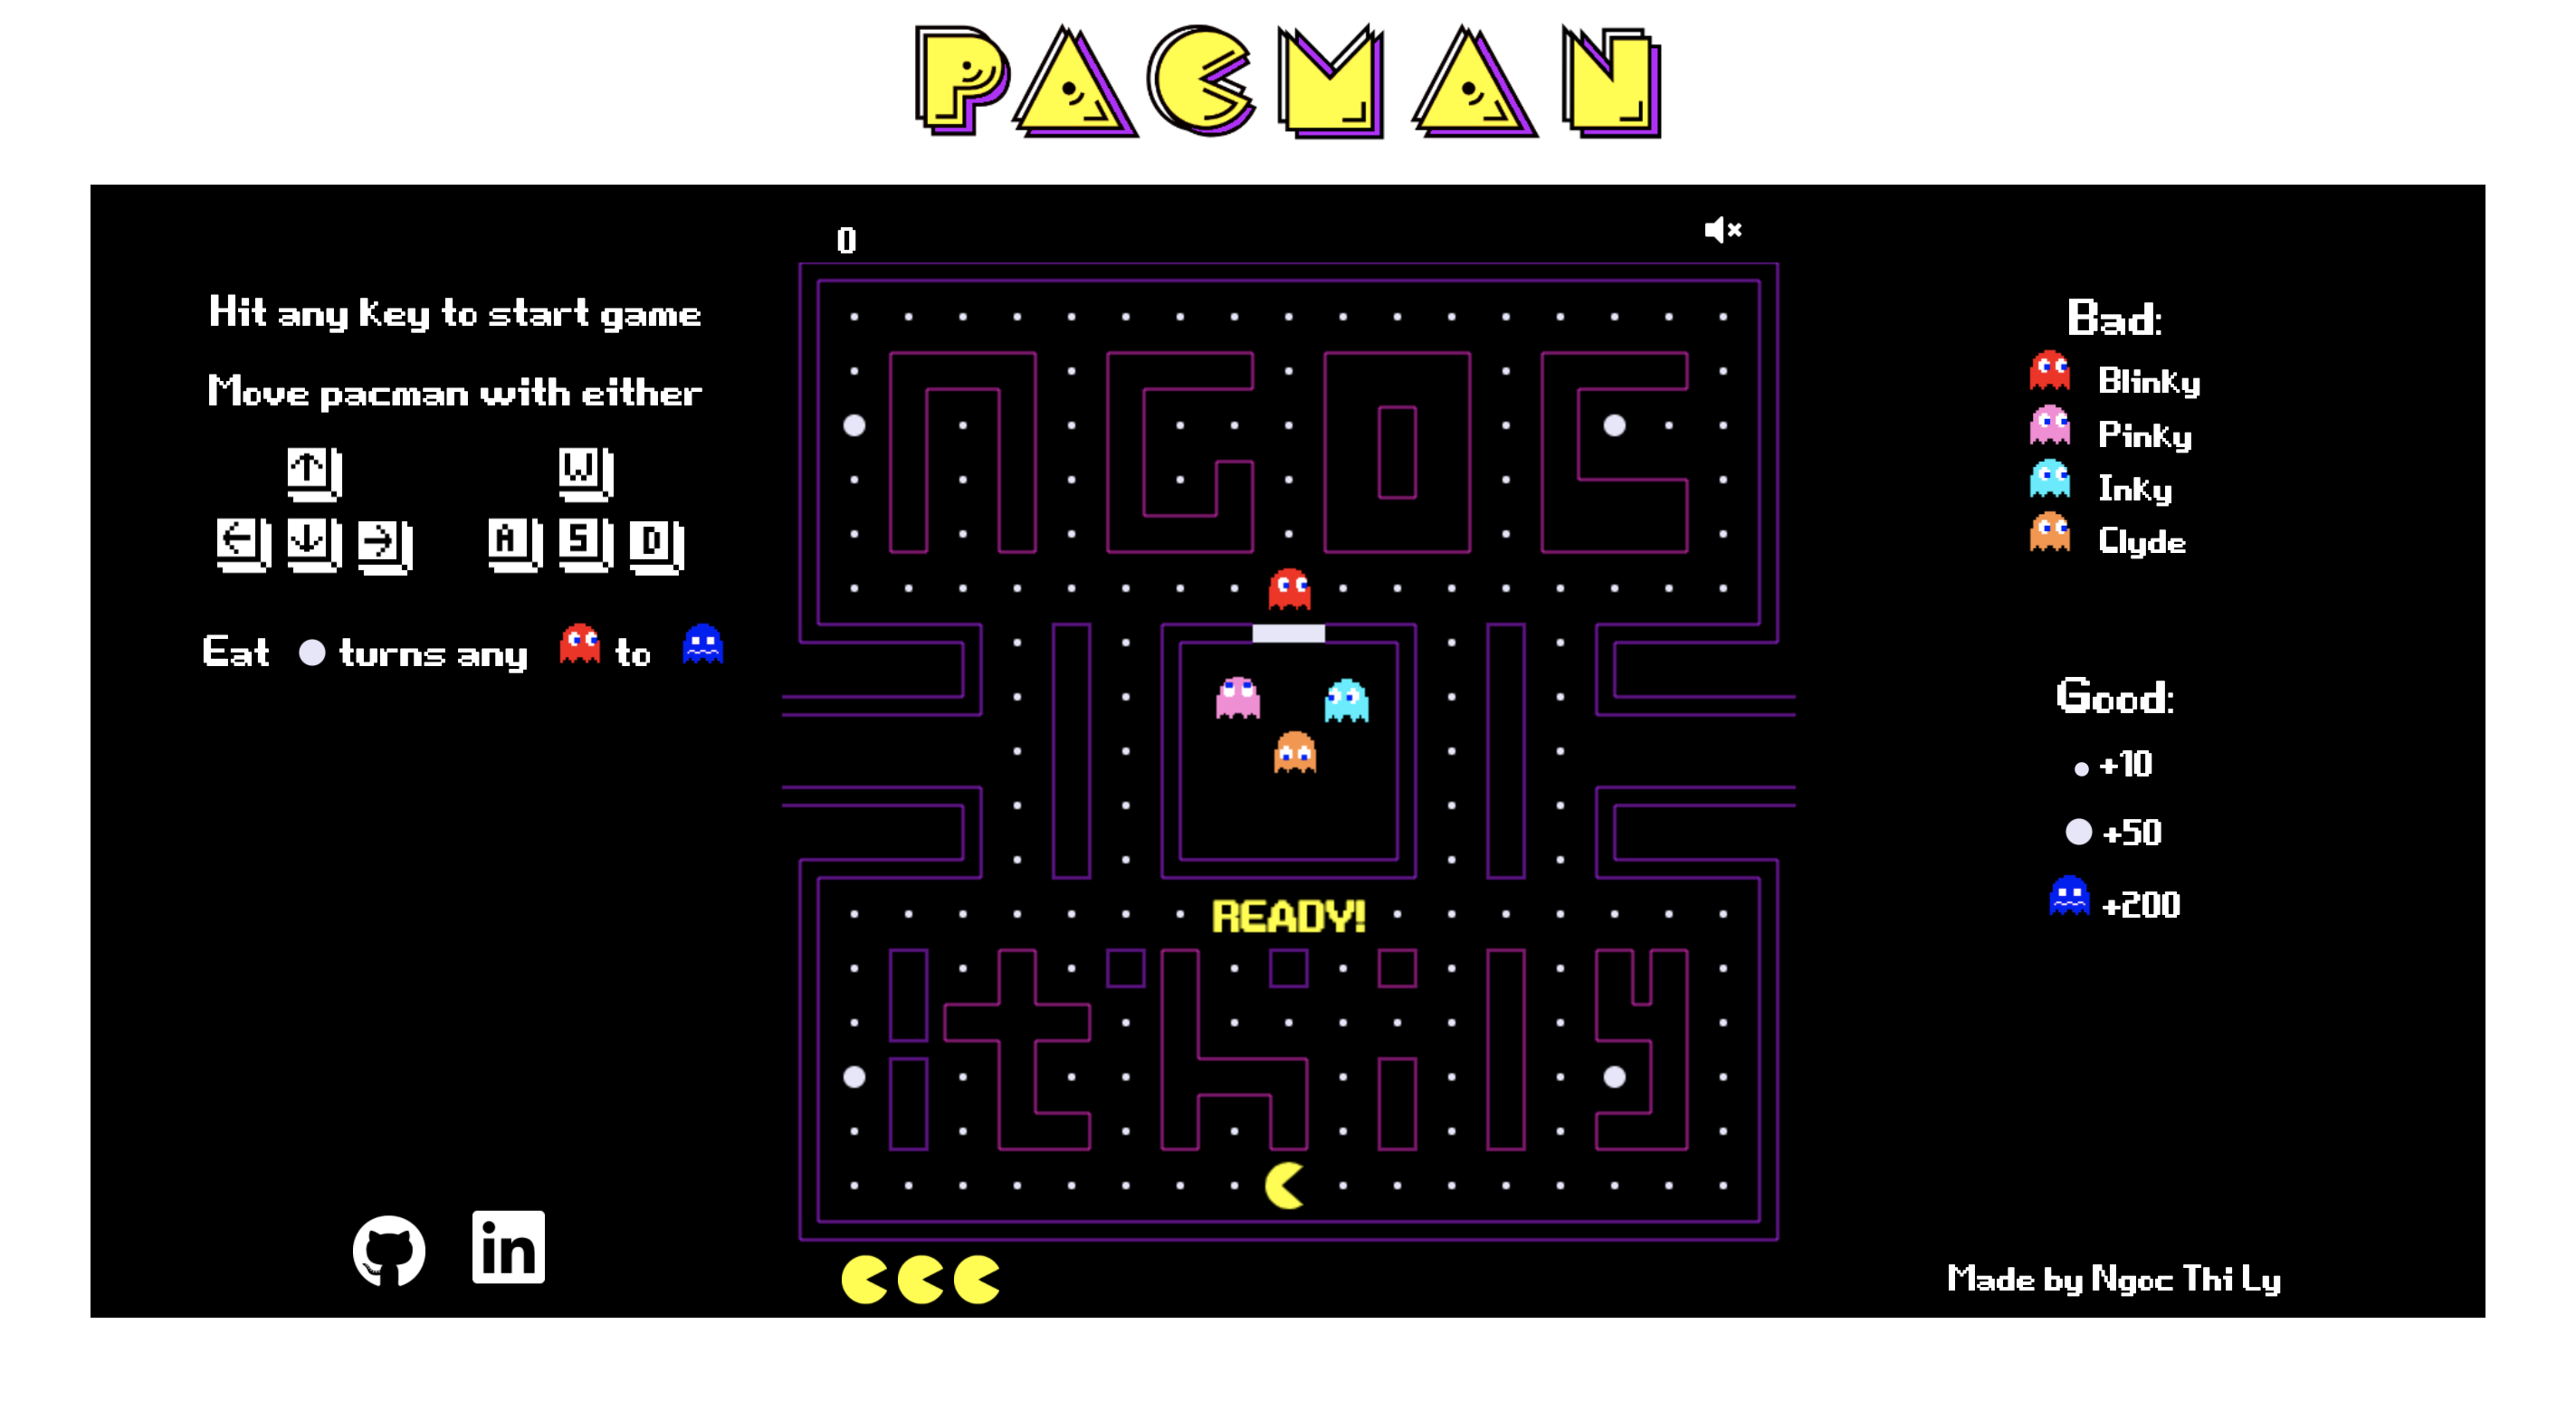 PACMAN
0
Hit any key to start game
Move pacman with either
W
A S D
Eat turns any to
Bad:
Blinky
Pinky
Inky
Clyde
Good:
+10
+50
+200
n g o c
READY!
t h i l y
in
Made by Ngoc Thi Ly